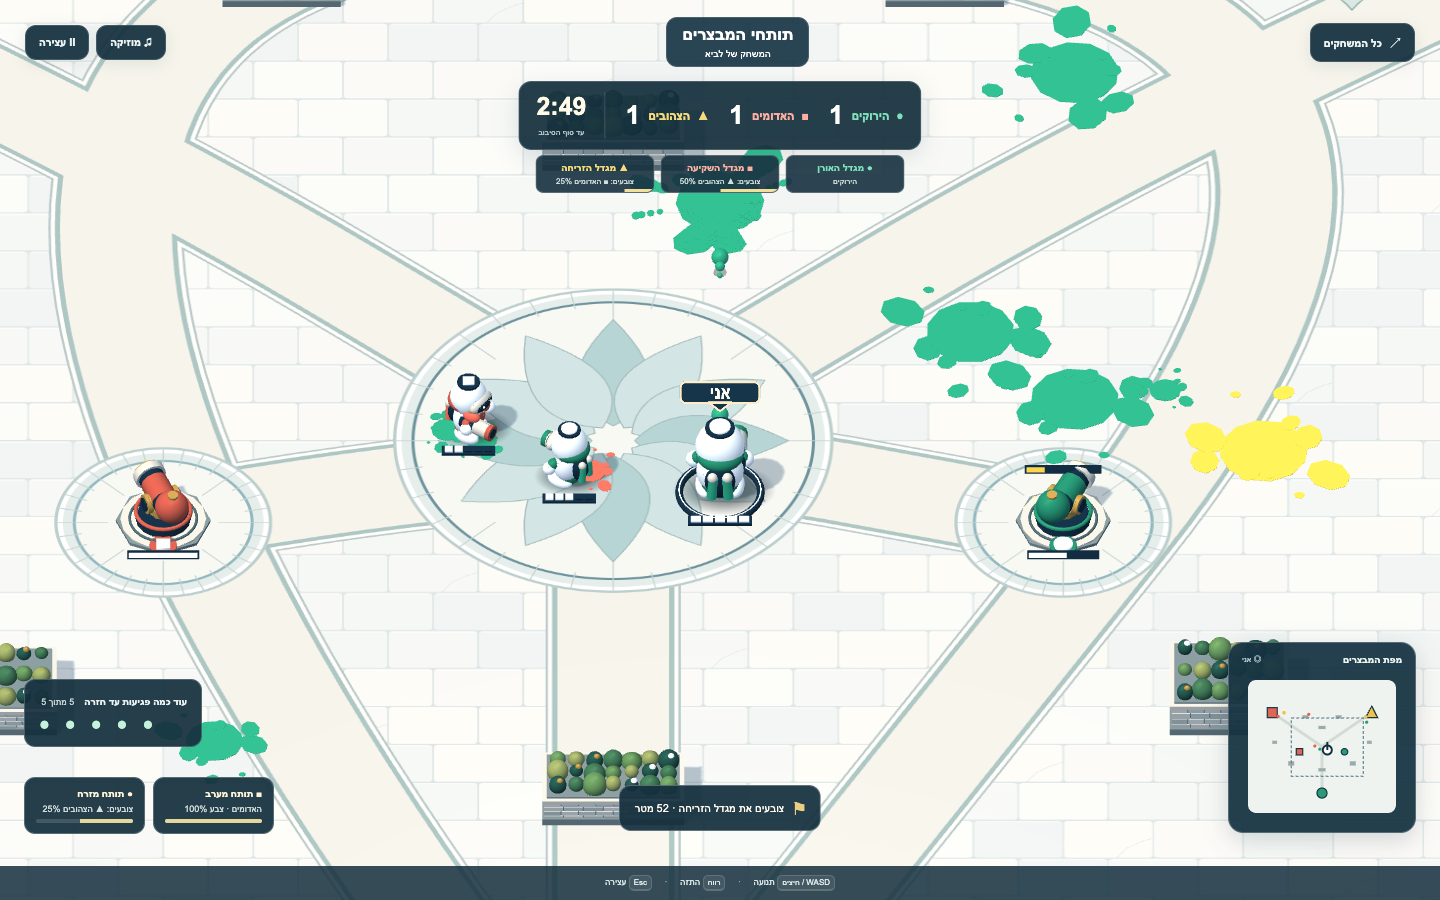 כל המשחקים
תותחי המבצרים
המשחק של לביא
♫ מוזיקה
II עצירה
● הירוקים 1
■ האדומים 1
▲ הצהובים 1
2:49
עד סוף הסיבוב
● מגדל האורן
הירוקים
■ מגדל השקיעה
צובעים: ▲ הצהובים 50%
▲ מגדל הזריחה
צובעים: ■ האדומים 25%
אני
מפת המבצרים
אני
עוד כמה פגיעות עד חזרה
5 מתוך 5
■ תותח מערב
האדומים · צבע 100%
● תותח מזרח
צובעים: ▲ הצהובים 25%
צובעים את מגדל הזריחה · 52 מטר
WASD / חיצים תנועה · רווח התזה · Esc עצירה